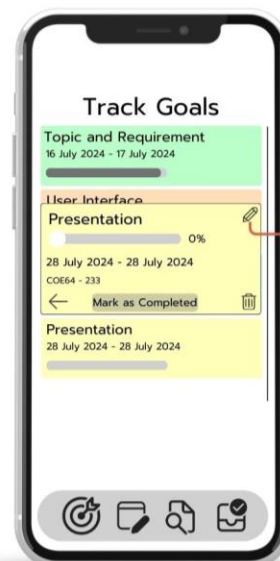 Track Goals
Topic and Requirement
16 July 2024 - 17 July 2024
User Interface
Presentation
0%
28 July 2024 - 28 July 2024
COE64 - 233
Mark as Completed
Presentation
28 July 2024 - 28 July 2024